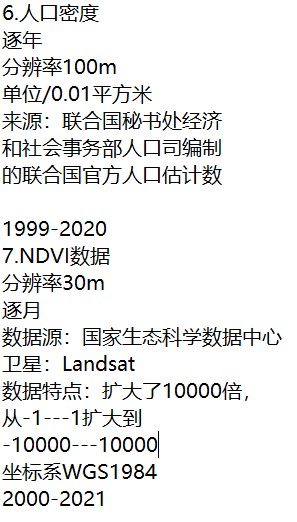 6.人口密度
逐年
分辨率100m
单位/0.01平方米
来源：联合国秘书处经济
和社会事务部人口司编制
的联合国官方人口估计数
1999-2020
7.NDVI数据
分辨率30m
逐月
数据源：国家生态科学数据中心
卫星：Landsat
数据特点：扩大了10000倍，
从-1---1扩大到
-10000---10000
坐标系WGS1984
2000-2021